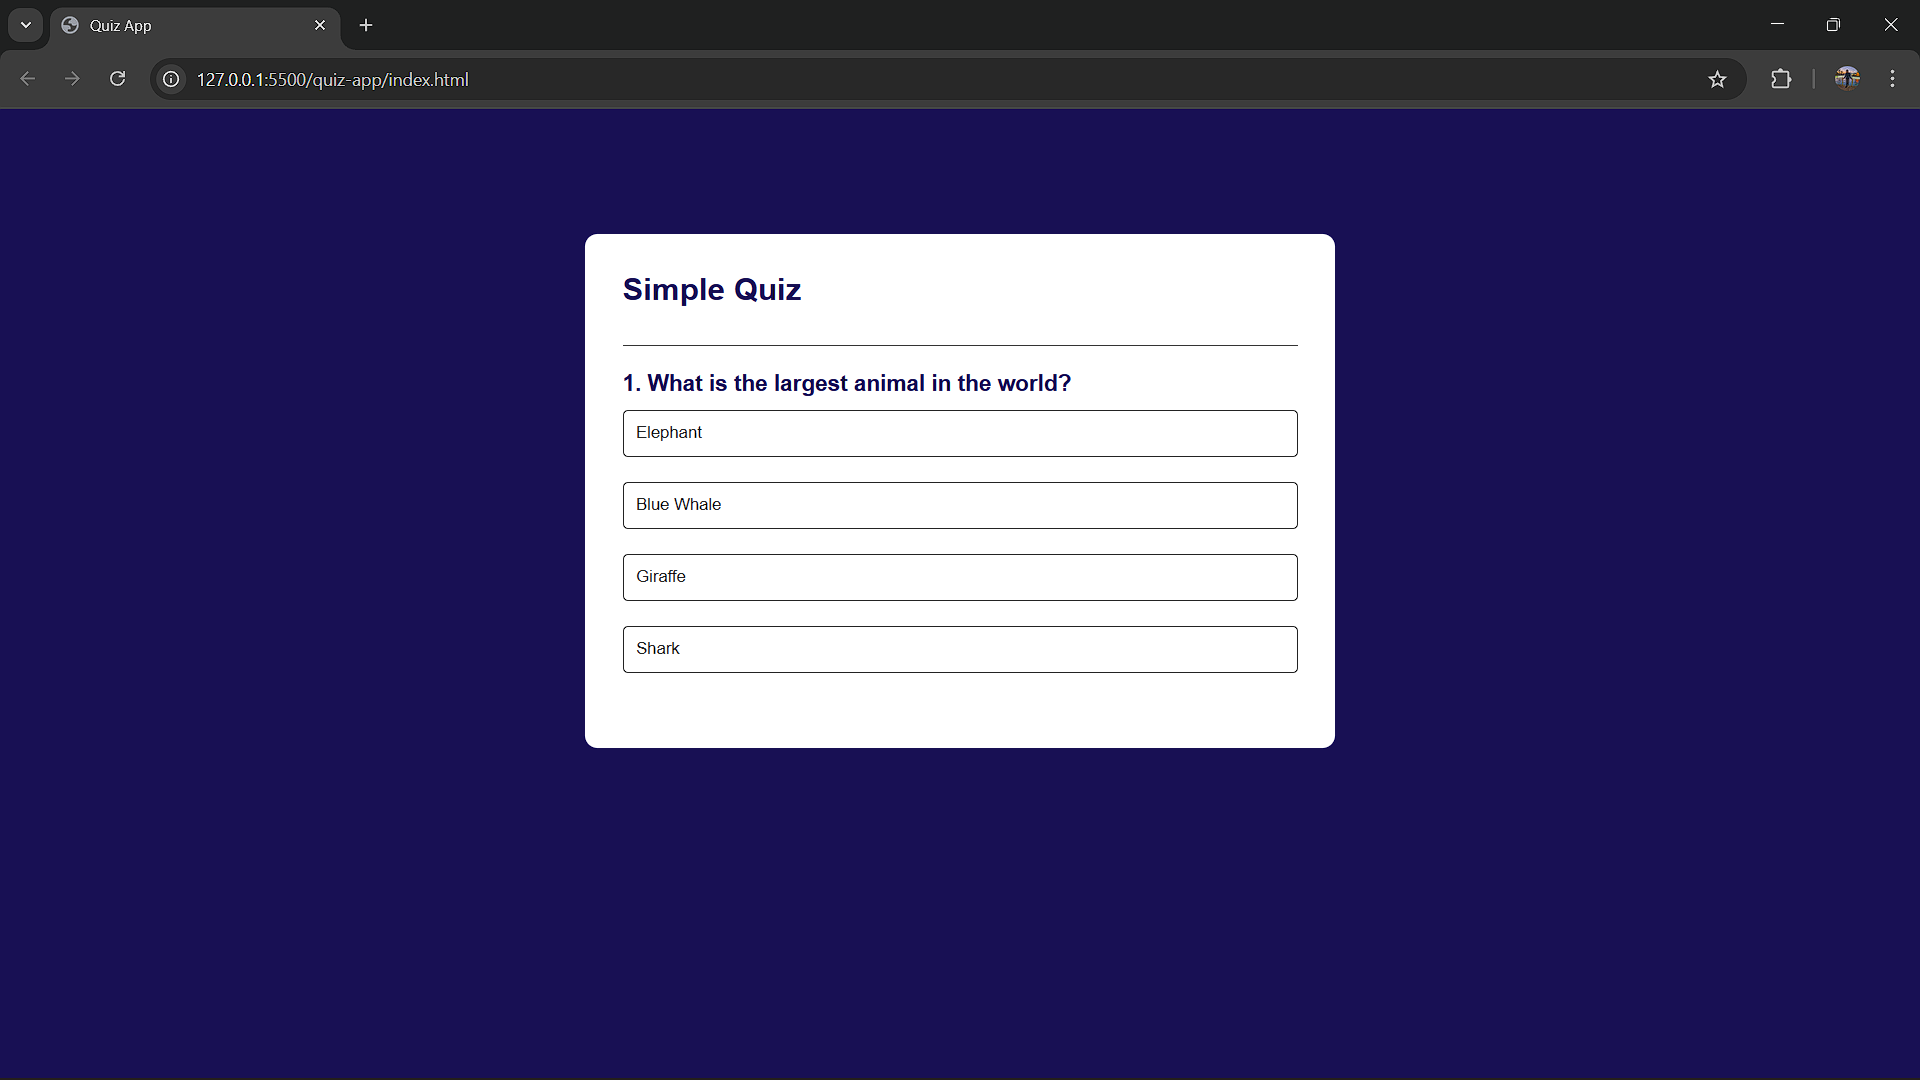 Quiz App
127.0.0.1:5500/quiz-app/index.html
Simple Quiz
1. What is the largest animal in the world?
Elephant
Blue Whale
Giraffe
Shark